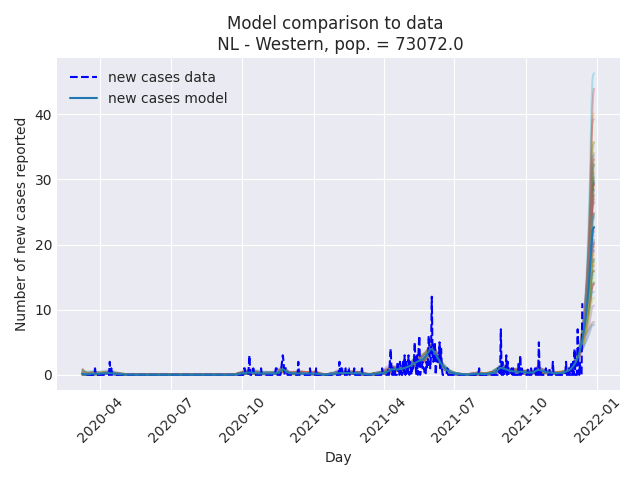 Model comparison to data
NL - Western, pop. = 73072.0
new cases data
new cases model
Number of new cases reported
40
30
20
10
0
2020-04
2020-07
2020-10
2021-01
2021-04
2021-07
2021-10
2022-01
Day